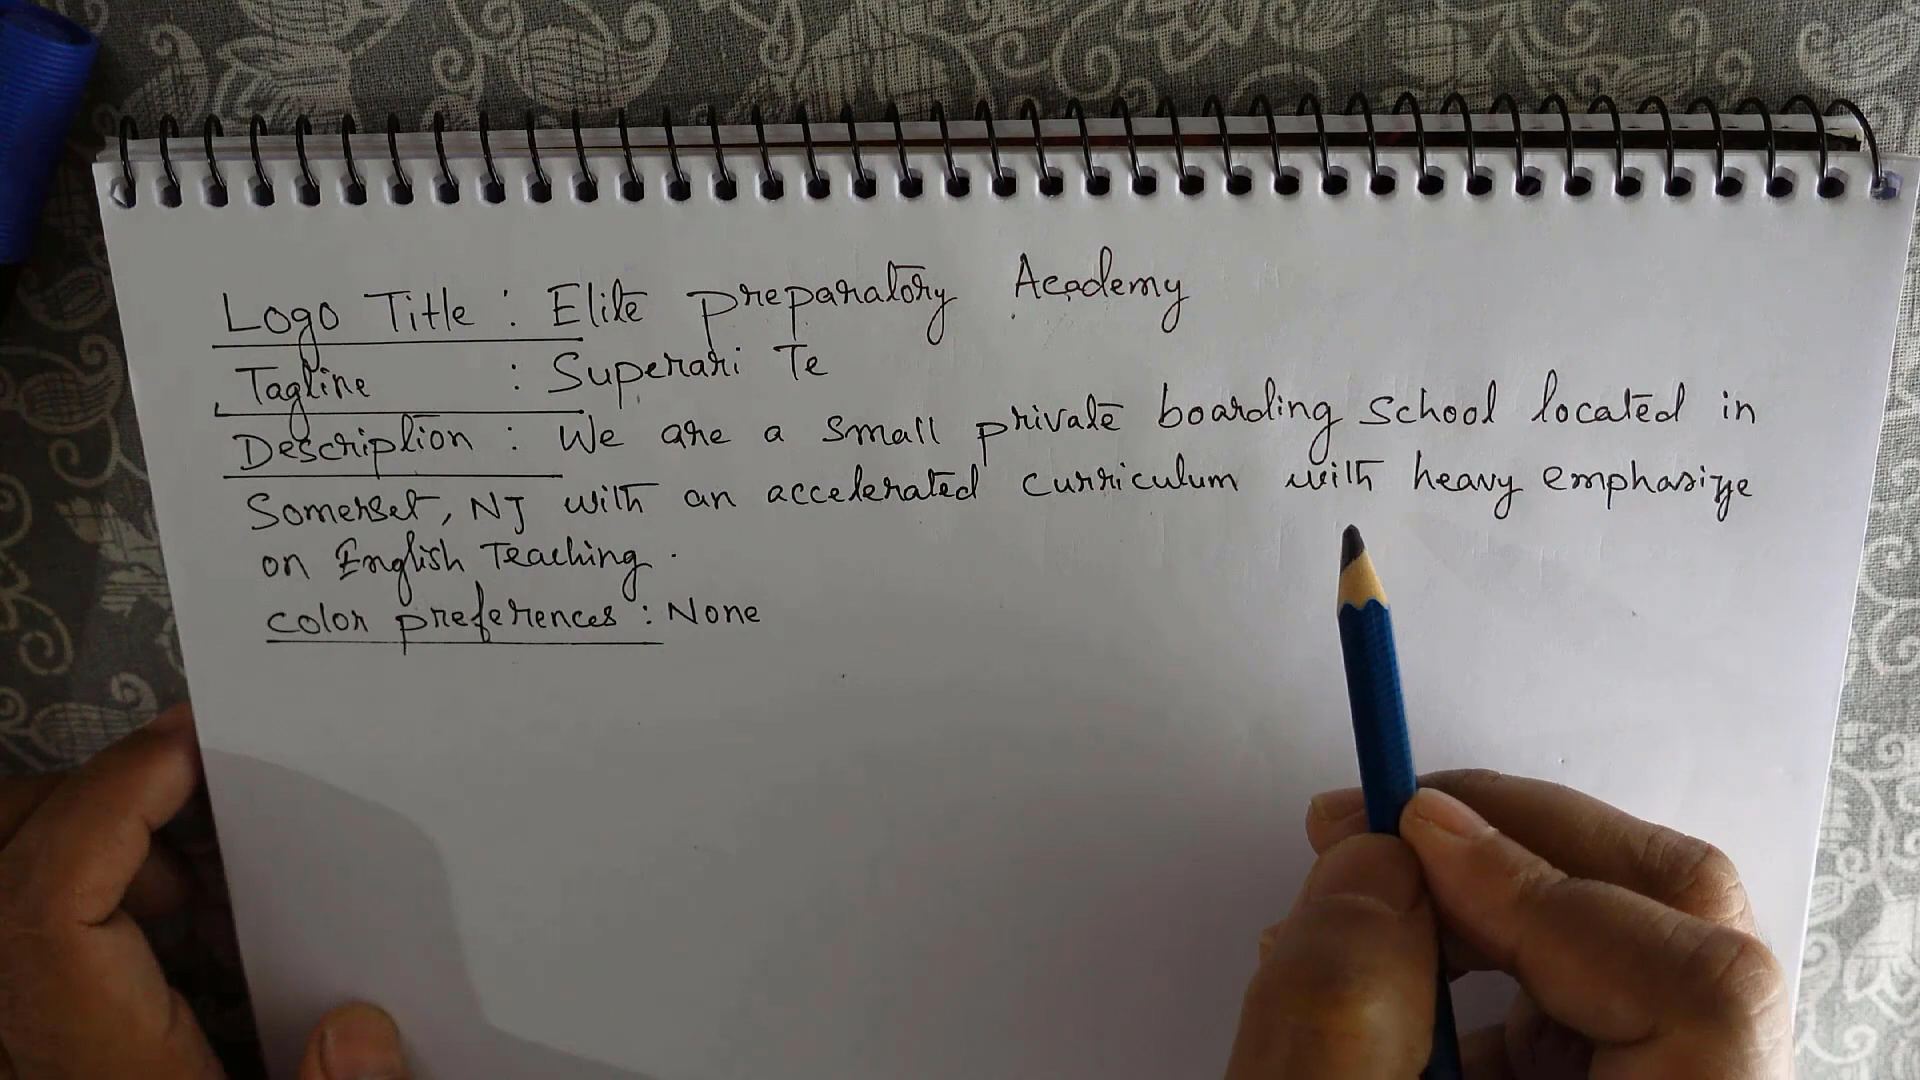 Logo Title : Elite preparatory Academy
Tagline : Superari Te
Description : We are a small private boarding School located in
Somerset, NJ with an accelerated curriculum with heavy emphasize
on English Teaching.
color preferences : None